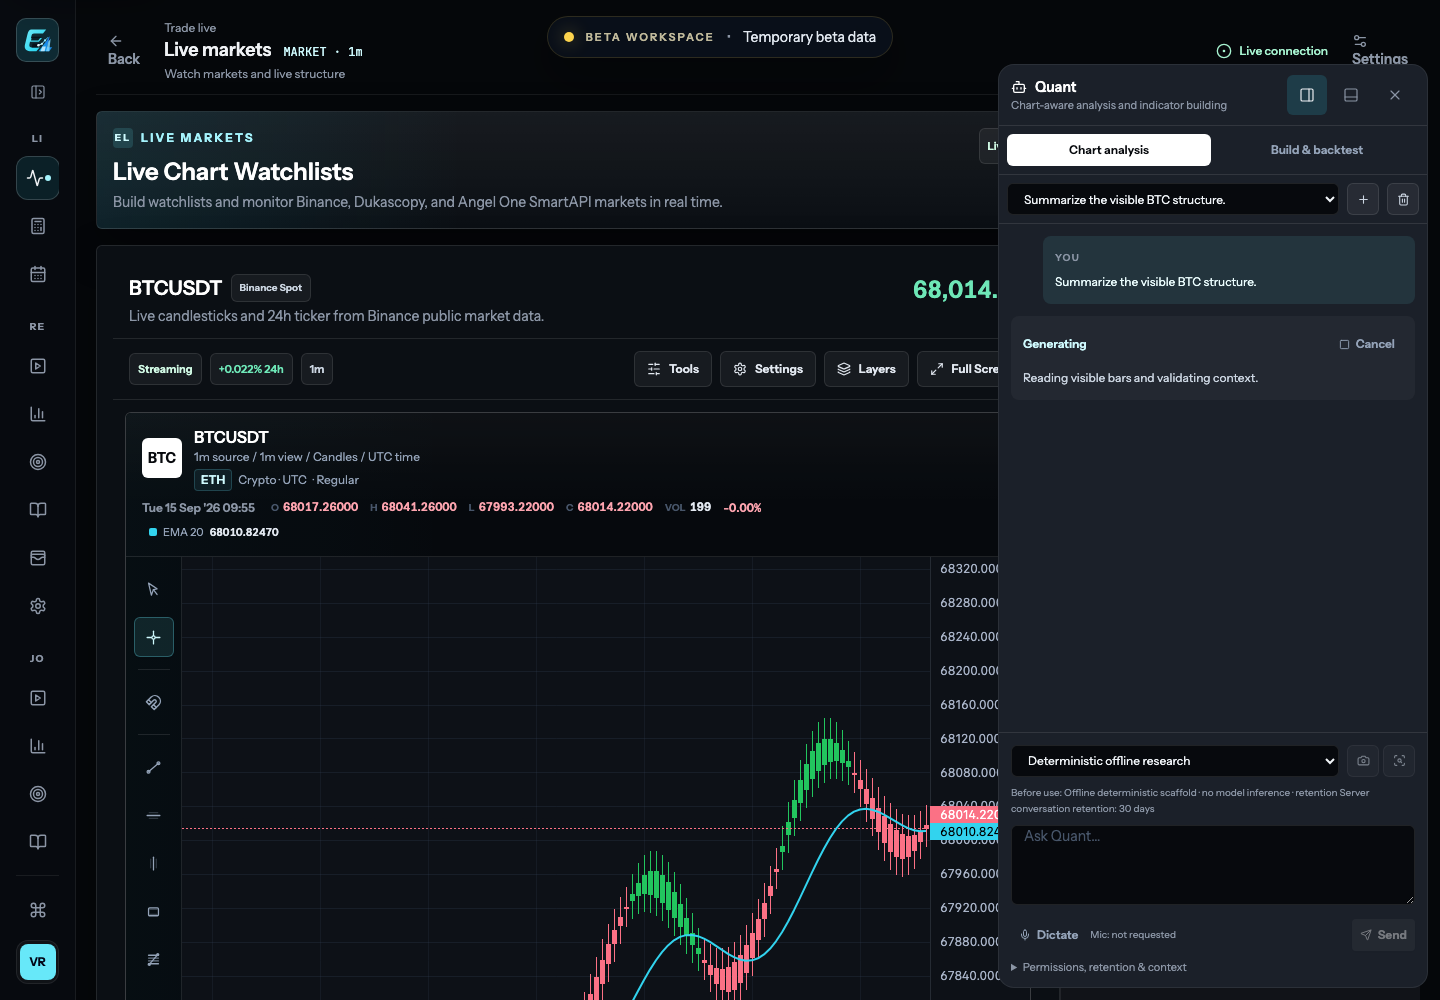 LI
RE
JO
VR
Back
Trade live
Live markets MARKET · 1m
Watch markets and live structure
BETA WORKSPACE · Temporary beta data
Live connection
Settings
EL LIVE MARKETS
Live Chart Watchlists
Build watchlists and monitor Binance, Dukascopy, and Angel One SmartAPI markets in real time.
BTCUSDT Binance Spot
68,014.
Live candlesticks and 24h ticker from Binance public market data.
Streaming +0.022% 24h 1m
Tools Settings Layers Full Scre
BTC
BTCUSDT
1m source / 1m view / Candles / UTC time
ETH Crypto · UTC · Regular
Tue 15 Sep '26 09:55 O 68017.26000 H 68041.26000 L 67993.22000 C 68014.22000 VOL 199 -0.00%
EMA 20 68010.82470
68320.000
68280.000
68240.000
68200.000
68160.000
68120.000
68080.000
68040.000
68014.220
68010.824
68000.000
67960.000
67920.000
67880.000
67840.000
Quant
Chart-aware analysis and indicator building
Chart analysis Build & backtest
Summarize the visible BTC structure.
YOU
Summarize the visible BTC structure.
Generating Cancel
Reading visible bars and validating context.
Deterministic offline research
Before use: Offline deterministic scaffold · no model inference · retention Server
conversation retention: 30 days
Ask Quant...
Dictate Mic: not requested Send
Permissions, retention & context